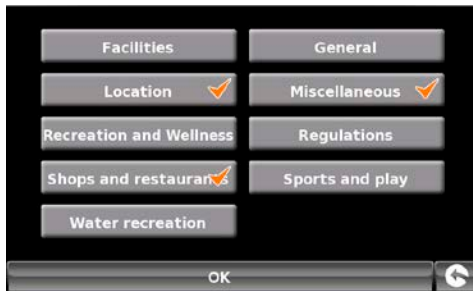 Facilities
General
Location
Miscellaneous
Recreation and Wellness
Regulations
Shops and restaurants
Sports and play
Water recreation
OK